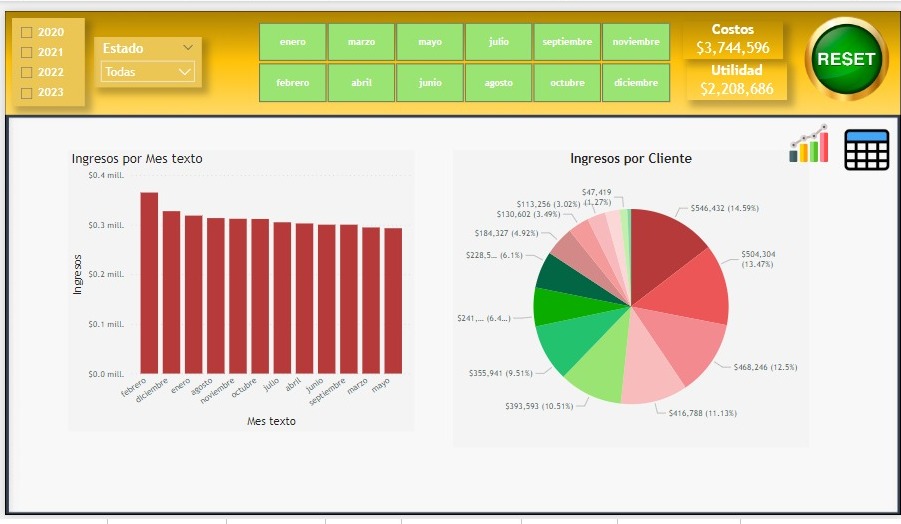 2020
2021
2022
2023
Estado
Todas
enero
marzo
mayo
julio
septiembre
noviembre
febrero
abril
junio
agosto
octubre
diciembre
Costos
$3,744,596
Utilidad
$2,208,686
RESET
Ingresos por Mes texto
$0.4 mill.
$0.3 mill.
$0.2 mill.
$0.1 mill.
$0.0 mill.
Ingresos
febrero
diciembre
enero
agosto
noviembre
octubre
julio
abril
junio
septiembre
marzo
mayo
Mes texto
Ingresos por Cliente
$47,419
(1.27%)
$113,256 (3.02%)
$130,602 (3.49%)
$184,327 (4.92%)
$228,5... (6.1%)
$241,... (6.4...)
$355,941 (9.51%)
$393,593 (10.51%)
$416,788 (11.13%)
$468,246 (12.5%)
$504,304
(13.47%)
$546,432 (14.59%)